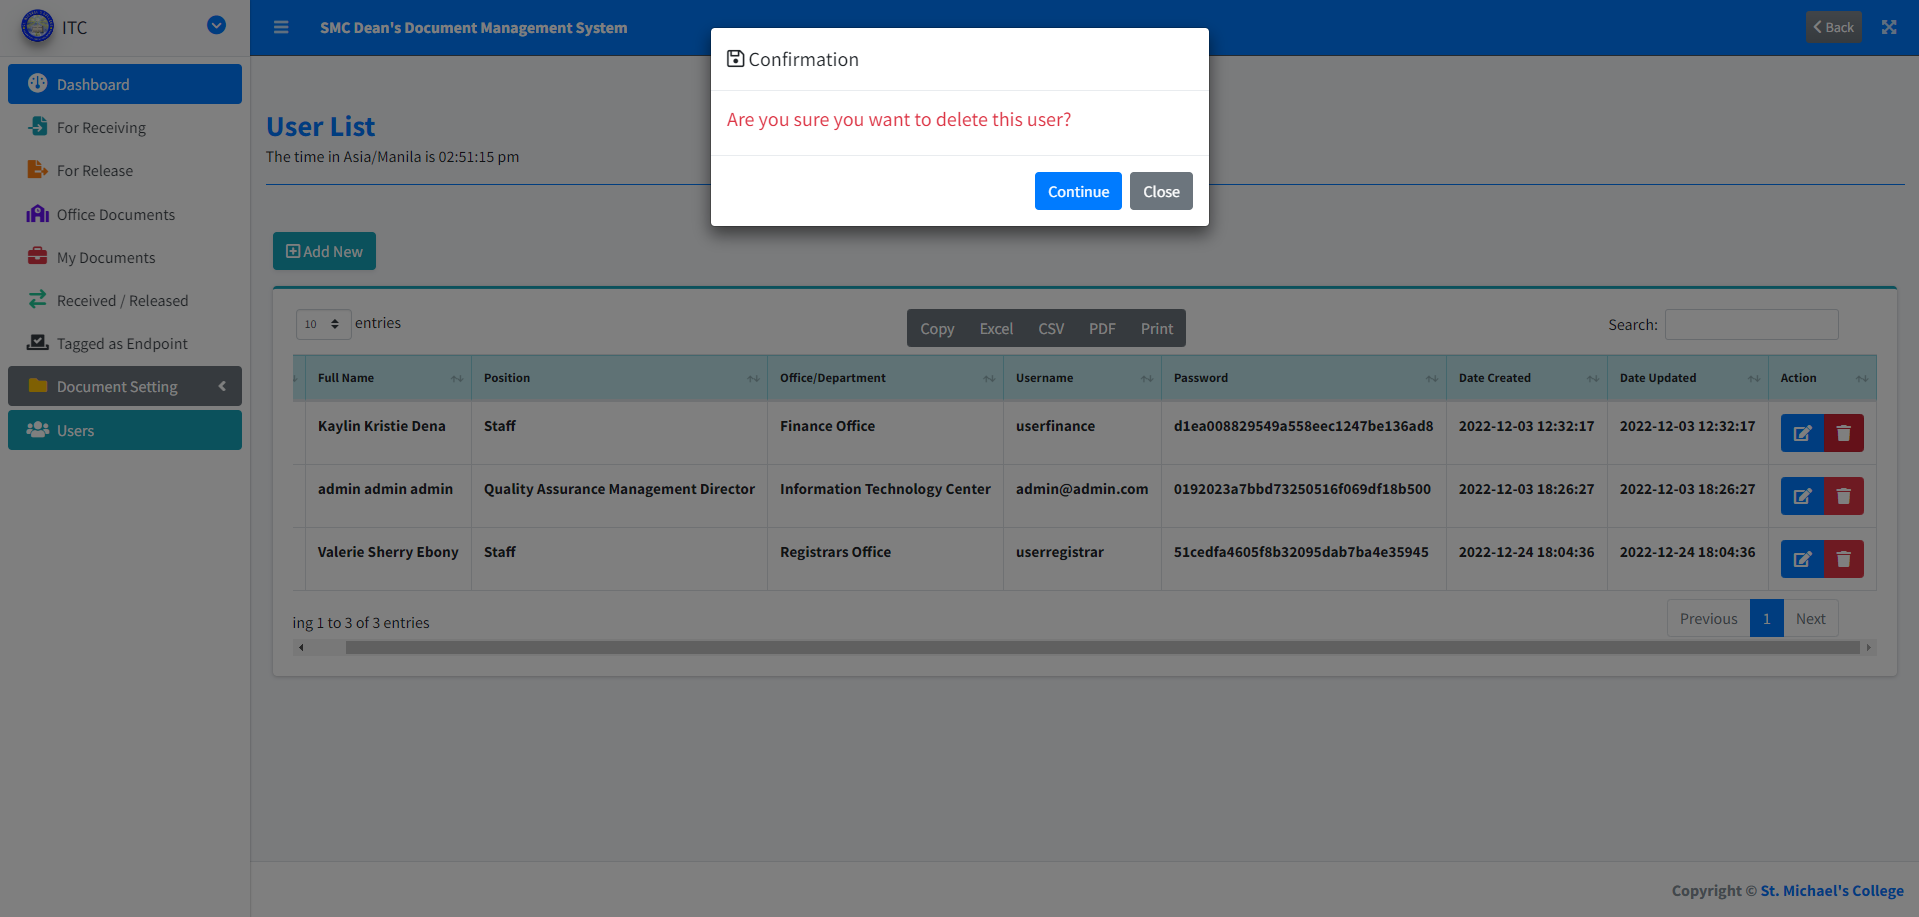 ITC
SMC Dean's Document Management System
Back
Confirmation
Are you sure you want to delete this user?
Continue
Close
Dashboard
For Receiving
For Release
Office Documents
My Documents
Received / Released
Tagged as Endpoint
Document Setting
Users
User List
The time in Asia/Manila is 02:51:15 pm
Add New
10 entries
Copy Excel CSV PDF Print
Search:
Full Name Position Office/Department Username Password Date Created Date Updated Action
Kaylin Kristie Dena Staff Finance Office userfinance d1ea008829549a558eec1247be136ad8 2022-12-03 12:32:17 2022-12-03 12:32:17
admin admin admin Quality Assurance Management Director Information Technology Center admin@admin.com 0192023a7bbd73250516f069df18b500 2022-12-03 18:26:27 2022-12-03 18:26:27
Valerie Sherry Ebony Staff Registrars Office userregistrar 51cedfa4605f8b32095dab7ba4e35945 2022-12-24 18:04:36 2022-12-24 18:04:36
ing 1 to 3 of 3 entries
Previous 1 Next
Copyright © St. Michael's College